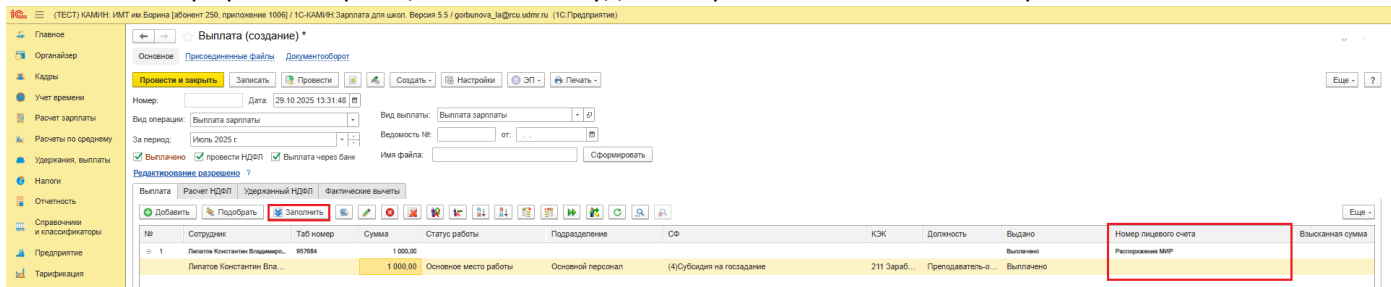 (ТЕСТ) КАМИН: ИМТ им.Борина [абонент 250, приложение 1006] / 1С-КАМИН:Зарплата для школ. Версия 5.5 / gorbunova_la@rcu.udmr.ru (1С:Предприятие)
Главное
Органайзер
Кадры
Учет времени
Расчет зарплаты
Расчеты по среднему
Удержания, выплаты
Налоги
Отчетность
Справочники
и классификаторы
Предприятие
Тарификация
Выплата (создание) *
Основное Присоединенные файлы Документооборот
Провести и закрыть Записать Провести Создать Настройки ЭП Печать Еще ?
Номер: Дата: 29.10.2025 13:31:48
Вид операции: Выплата зарплаты Вид выплаты: Выплата зарплаты
За период: Июль 2025 г. Ведомость №: от: . .
Выплачено провести НДФЛ Выплата через банк Имя файла: Сформировать
Редактирование разрешено ?
Выплата Расчет НДФЛ Удержанный НДФЛ Фактические вычеты
Добавить Подобрать Заполнить Еще
№ Сотрудник Таб номер Сумма Статус работы Подразделение СФ КЭК Должность Выдано Номер лицевого счета Взысканная сумма
1 Липатов Константин Владимиро... 957684 1 000,00 Выплачено Распоряжение МИР
Липатов Константин Вла... 1 000,00 Основное место работы Основной персонал (4)Субсидия на госзадание 211 Зараб... Преподаватель-о... Выплачено